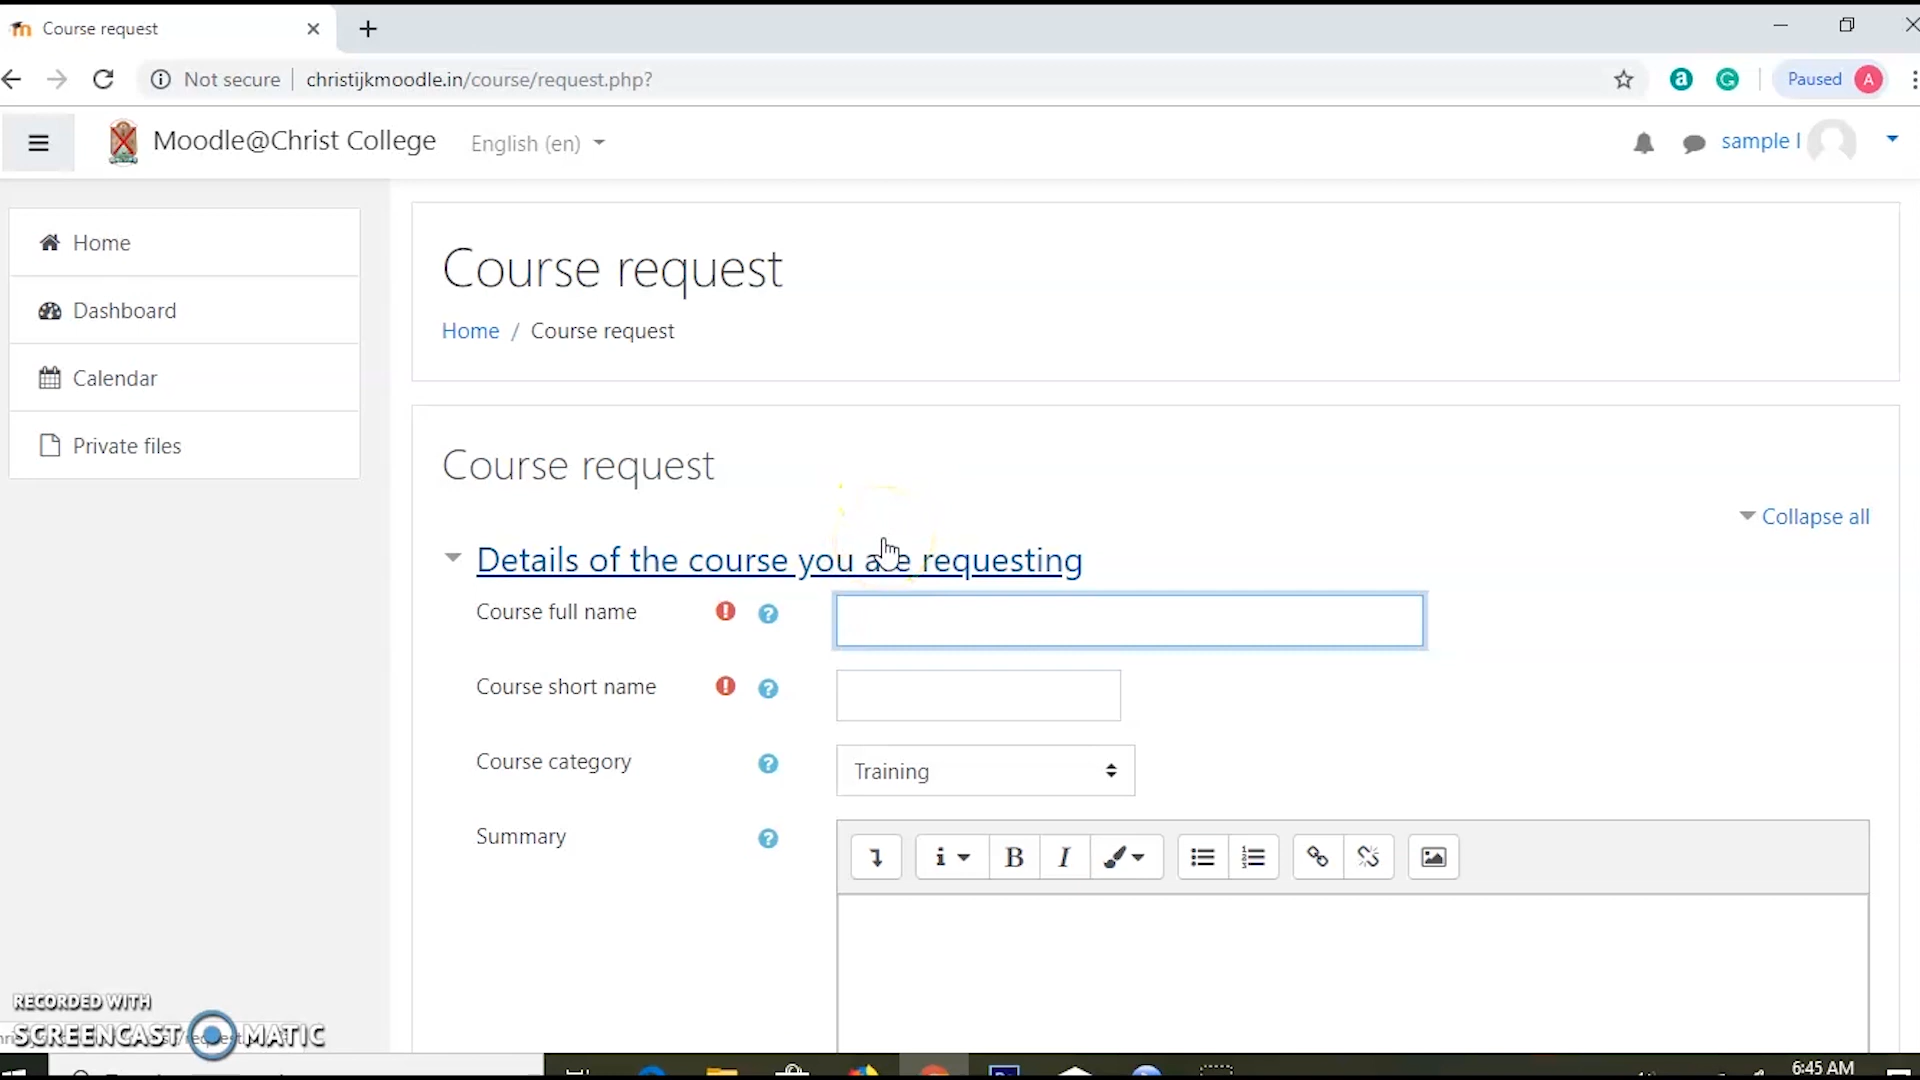 Course request
Not secure
christijkmoodle.in/course/request.php?
Paused A
Moodle@Christ College
English (en)
sample I
Home
Dashboard
Calendar
Private files
Course request
Home / Course request
Course request
Collapse all
Details of the course you are requesting
Course full name
Course short name
Course category
Training
Summary
RECORDED WITH
SCREENCAST MATIC
6:45 AM